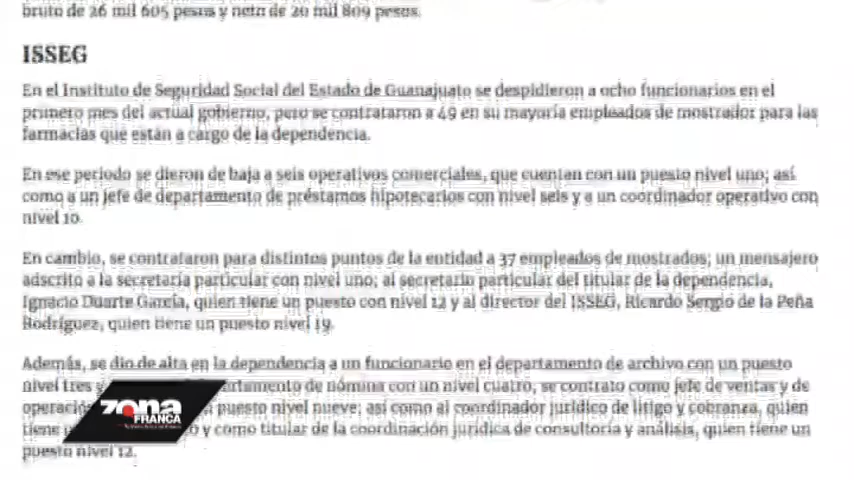 bruto de 26 mil 605 pesos y neto de 20 mil 809 pesos.
ISSEG
En el Instituto de Seguridad Social del Estado de Guanajuato se despidieron a ocho funcionarios en el
primero mes del actual gobierno, pero se contrataron a 49 en su mayoría empleados de mostrador para las
farmacias que están a cargo de la dependencia.
En ese periodo se dieron de baja a seis operativos comerciales, que cuentan con un puesto nivel uno; así
como a un jefe de departamento de préstamos hipotecarios con nivel seis y a un coordinador operativo con
nivel 10.
En cambio, se contrataron para distintos puntos de la entidad a 37 empleados de mostrados; un mensajero
adscrito a la secretaría particular con nivel uno; al secretario particular del titular de la dependencia,
Ignacio Duarte García, quien tiene un puesto con nivel 12 y al director del ISSEG, Ricardo Sergio de la Peña
Rodríguez, quien tiene un puesto nivel 19.
Además, se dio de alta en la dependencia a un funcionario en el departamento de archivo con un puesto
nivel tres y departamento de nómina con un nivel cuatro, se contrato como jefe de ventas y de
operación puesto nivel nueve; así como al coordinador jurídico de litigo y cobranza, quien
tiene y como titular de la coordinación jurídica de consultoría y análisis, quien tiene un
puesto nivel 12.
ZONA
FRANCA